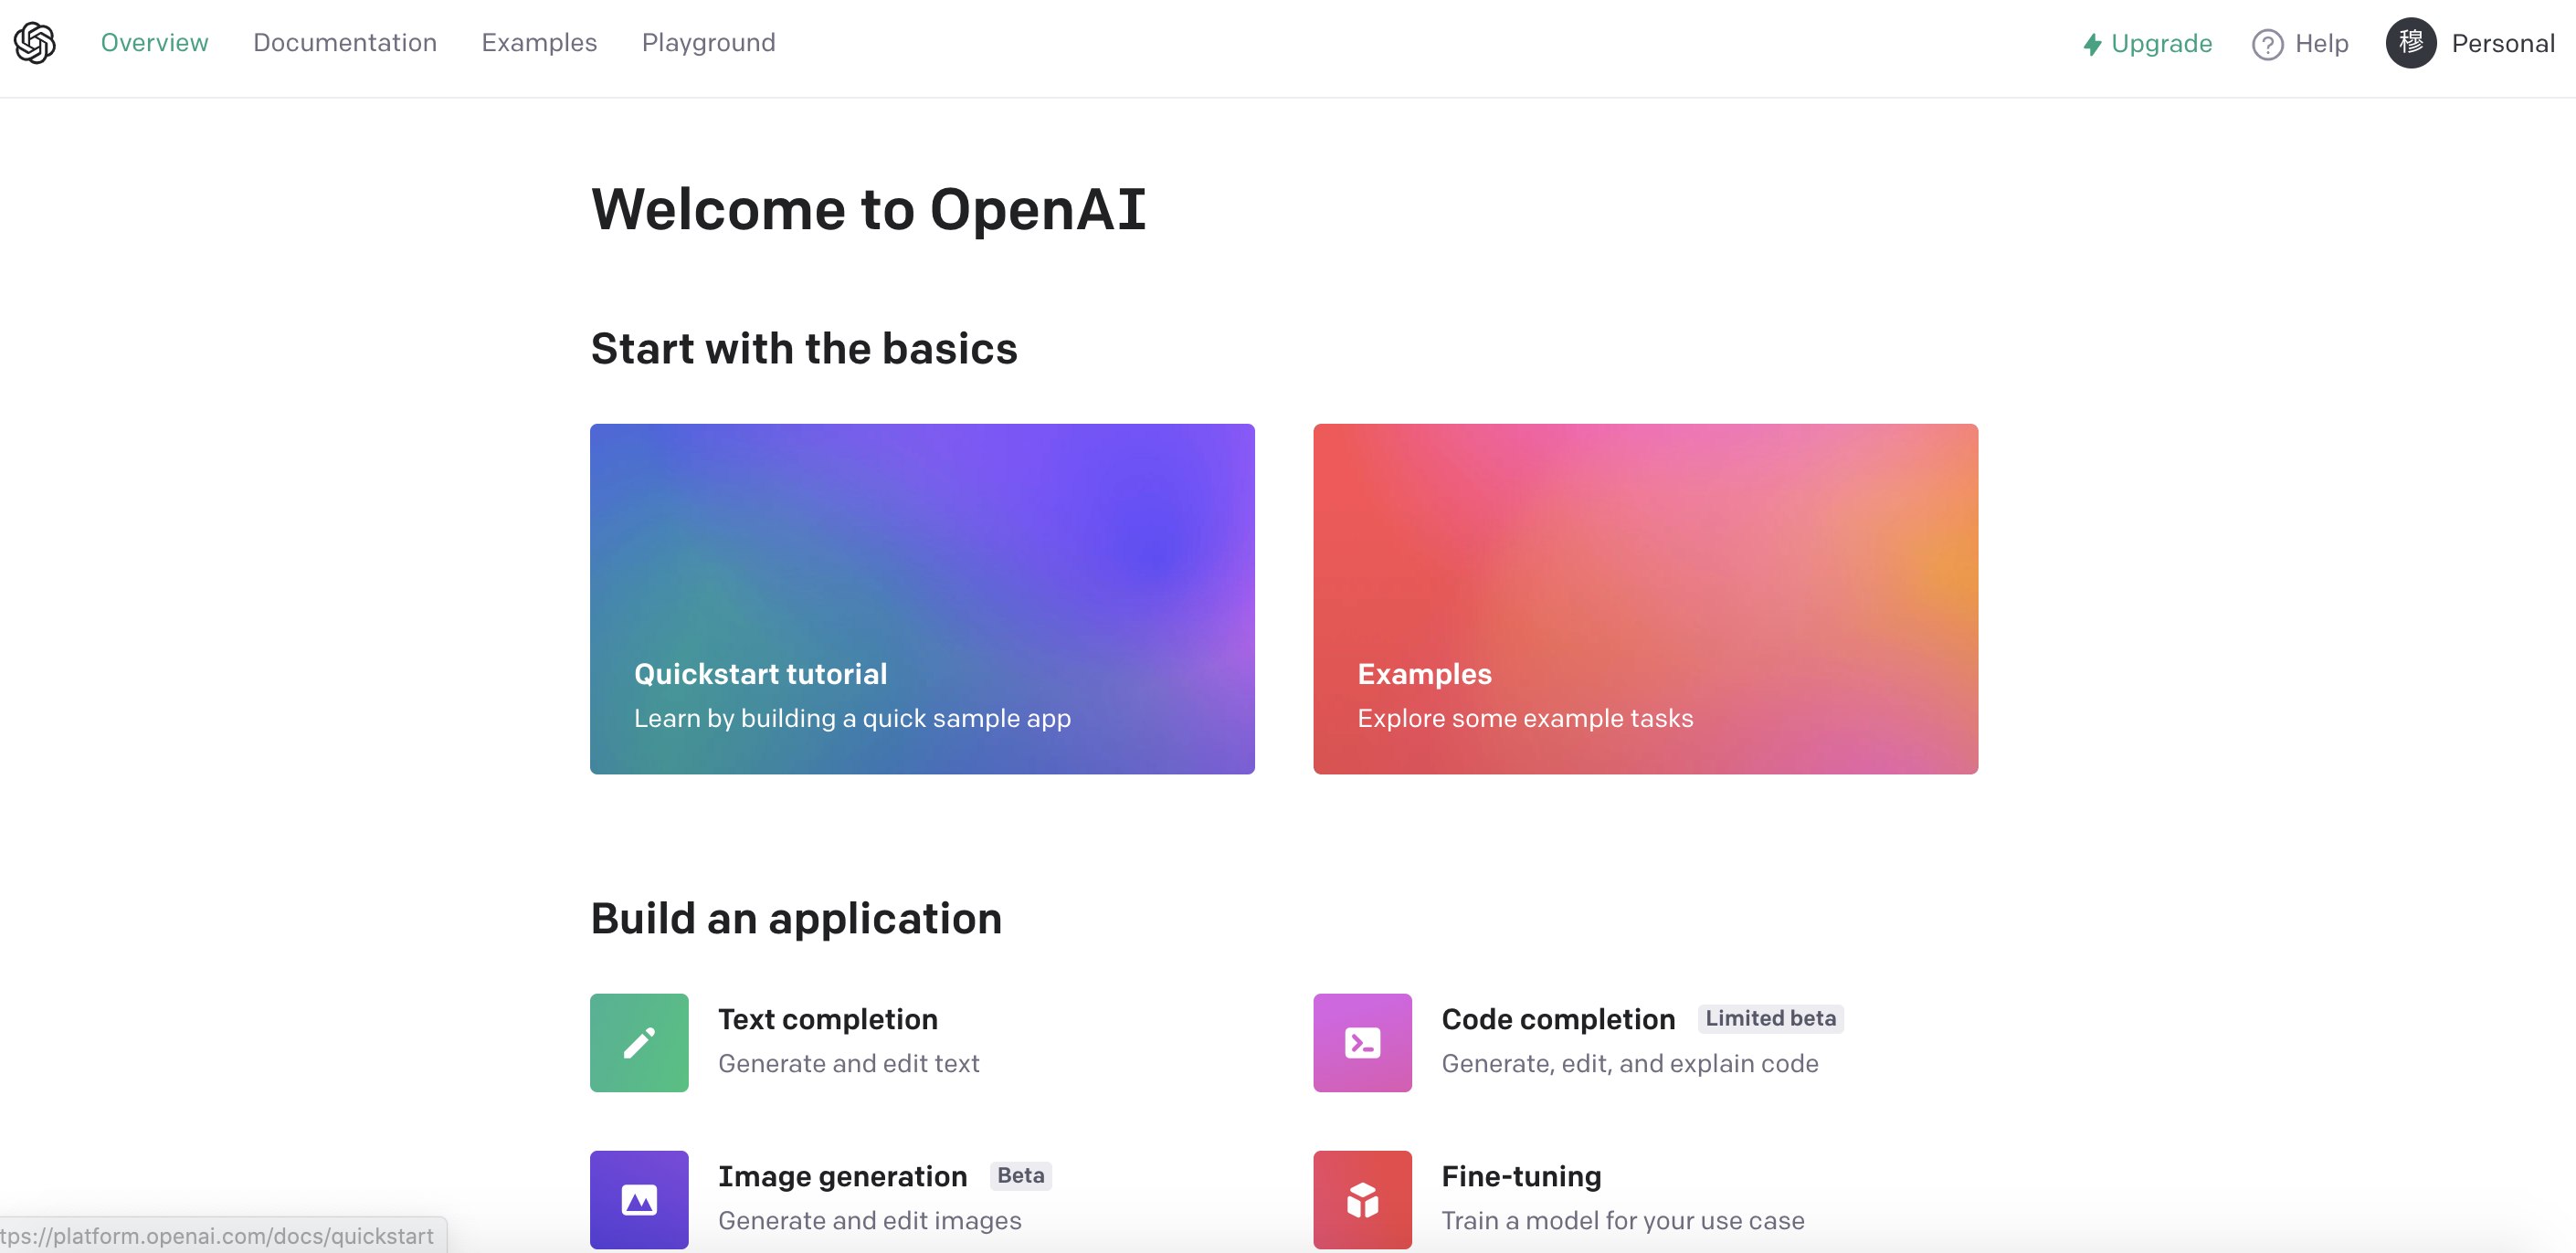 Overview Documentation Examples Playground Upgrade ? Help 穆 Personal
Welcome to OpenAI
Start with the basics
Quickstart tutorial
Learn by building a quick sample app
Examples
Explore some example tasks
Build an application
Text completion
Generate and edit text
Code completion Limited beta
Generate, edit, and explain code
Image generation Beta
Generate and edit images
Fine-tuning
Train a model for your use case
tps://platform.openai.com/docs/quickstart